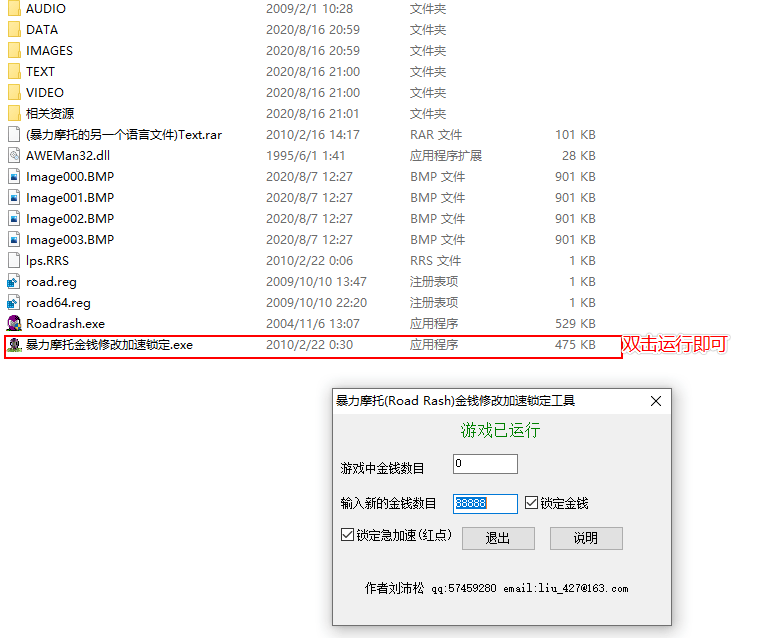 AUDIO 2009/2/1 10:28 文件夹
DATA 2020/8/16 20:59 文件夹
IMAGES 2020/8/16 20:59 文件夹
TEXT 2020/8/16 21:00 文件夹
VIDEO 2020/8/16 21:00 文件夹
相关资源 2020/8/16 21:01 文件夹
(暴力摩托的另一个语言文件)Text.rar 2010/2/16 14:17 RAR 文件 101 KB
AWEMan32.dll 1995/6/1 1:41 应用程序扩展 28 KB
Image000.BMP 2020/8/7 12:27 BMP 文件 901 KB
Image001.BMP 2020/8/7 12:27 BMP 文件 901 KB
Image002.BMP 2020/8/7 12:27 BMP 文件 901 KB
Image003.BMP 2020/8/7 12:27 BMP 文件 901 KB
lps.RRS 2010/2/22 0:06 RRS 文件 1 KB
road.reg 2009/10/10 13:47 注册表项 1 KB
road64.reg 2009/10/10 22:20 注册表项 1 KB
Roadrash.exe 2004/11/6 13:07 应用程序 529 KB
暴力摩托金钱修改加速锁定.exe 2010/2/22 0:30 应用程序 475 KB 双击运行即可
暴力摩托(Road Rash)金钱修改加速锁定工具
游戏已运行
游戏中金钱数目 0
输入新的金钱数目 88888 锁定金钱
锁定急加速(红点) 退出 说明
作者刘沛松 qq:57459280 email:liu_427@163.com